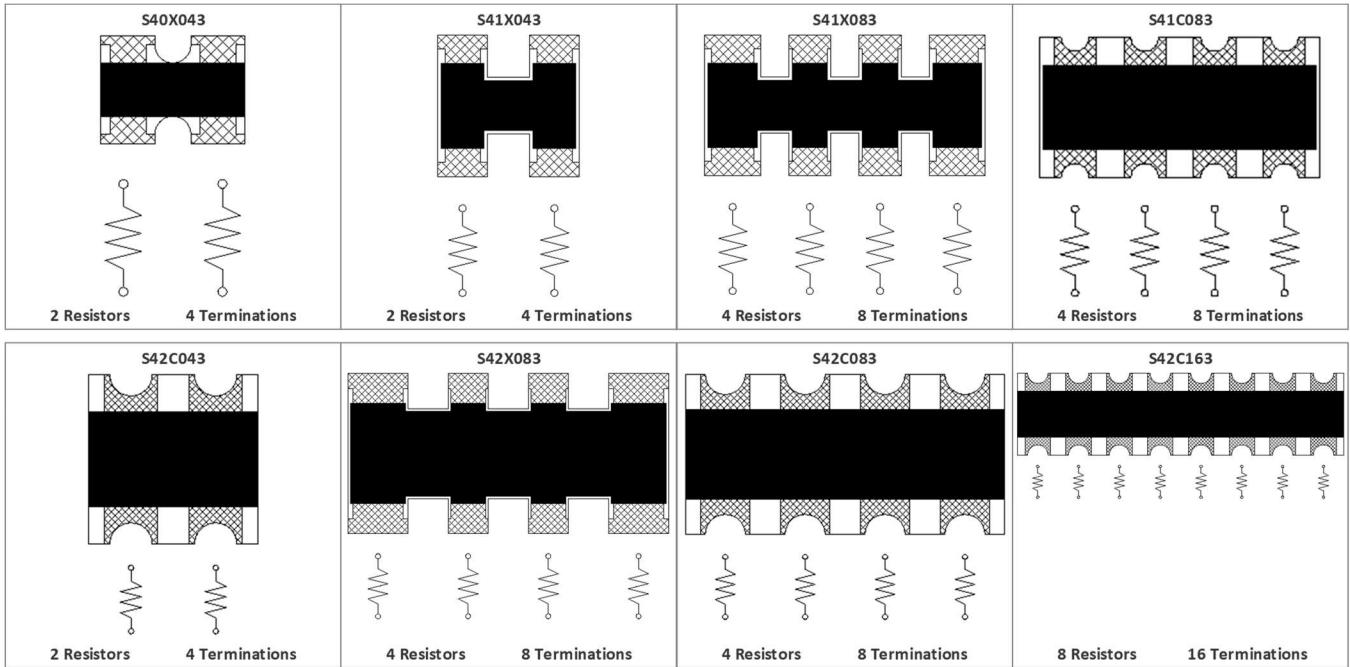 S40X043
2 Resistors 4 Terminations
S41X043
2 Resistors 4 Terminations
S41X083
4 Resistors 8 Terminations
S41C083
4 Resistors 8 Terminations
S42C043
2 Resistors 4 Terminations
S42X083
4 Resistors 8 Terminations
S42C083
4 Resistors 8 Terminations
S42C163
8 Resistors 16 Terminations